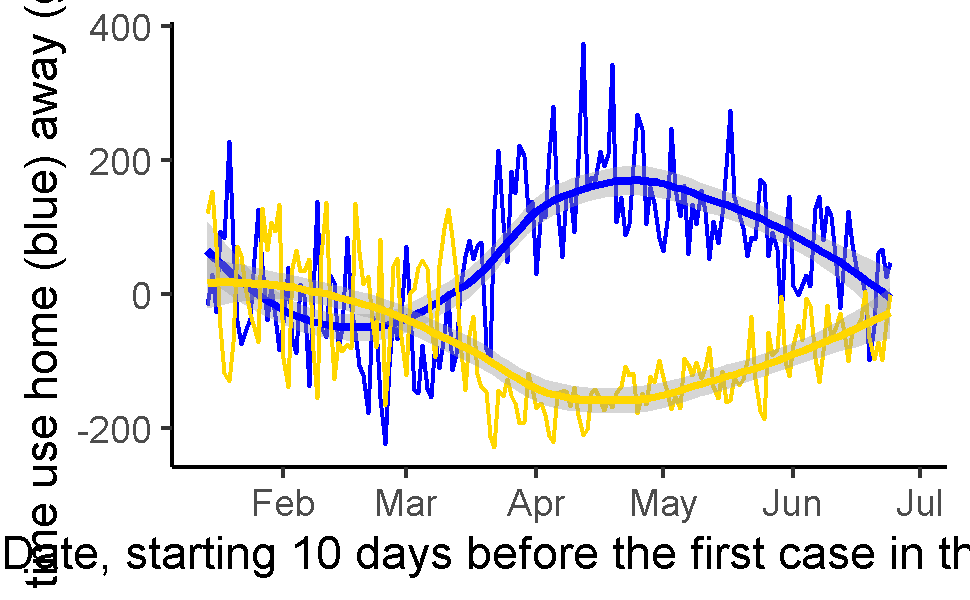 time use home (blue) away (
400
200
0
-200
Feb Mar Apr May Jun Jul
Date, starting 10 days before the first case in th